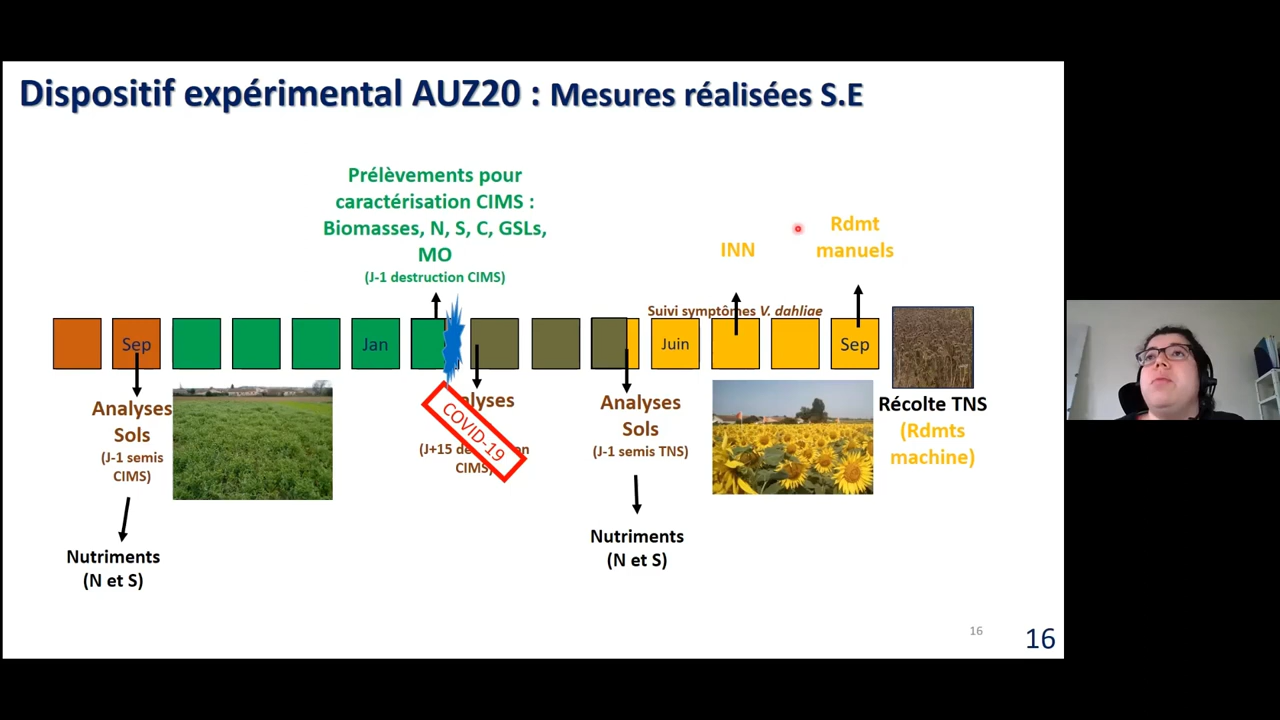 Dispositif expérimental AUZ20 : Mesures réalisées S.E
Prélèvements pour
caractérisation CIMS :
Biomasses, N, S, C, GSLs,
MO
(J-1 destruction CIMS)
INN
Rdmt
manuels
Suivi symptômes V. dahliae
Sep
Jan
Juin
Sep
Analyses
Sols
(J-1 semis
CIMS)
Nutriments
(N et S)
COVID-19
(J+15
CIMS)
Analyses
Sols
(J-1 semis TNS)
Nutriments
(N et S)
Récolte TNS
(Rdmts
machine)
16
16